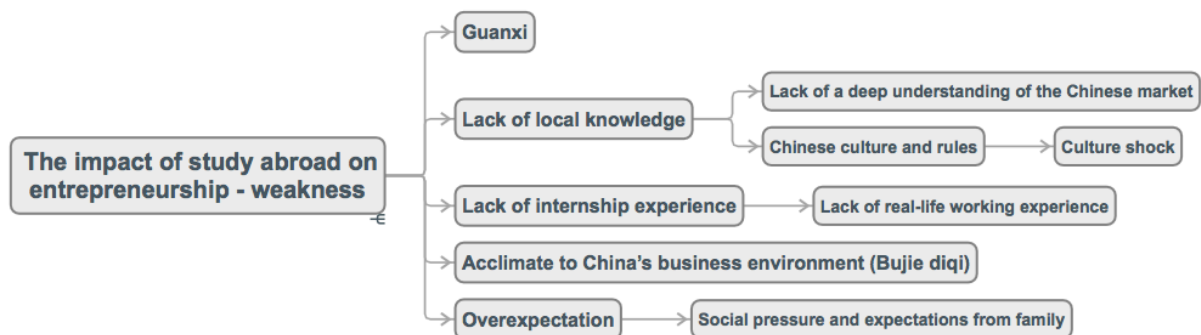 The impact of study abroad on
entrepreneurship - weakness
Guanxi
Lack of local knowledge
Lack of a deep understanding of the Chinese market
Chinese culture and rules
Culture shock
Lack of internship experience
Lack of real-life working experience
Acclimate to China’s business environment (Bujie diqi)
Overexpectation
Social pressure and expectations from family